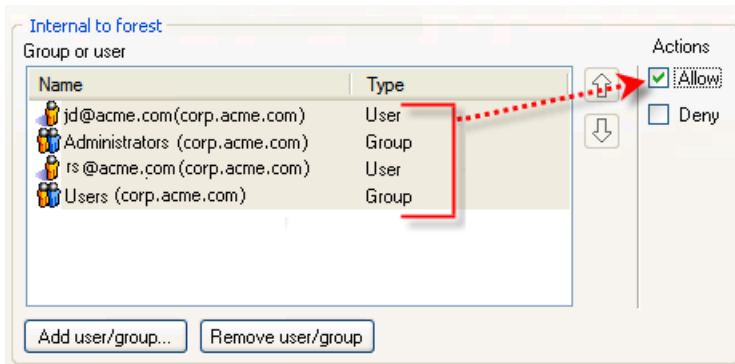 Internal to forest
Group or user
Actions
Name Type
Allow
jd@acme.com(corp.acme.com) User
Deny
Administrators (corp.acme.com) Group
rs @acme.com(corp.acme.com) User
Users (corp.acme.com) Group
Add user/group... Remove user/group